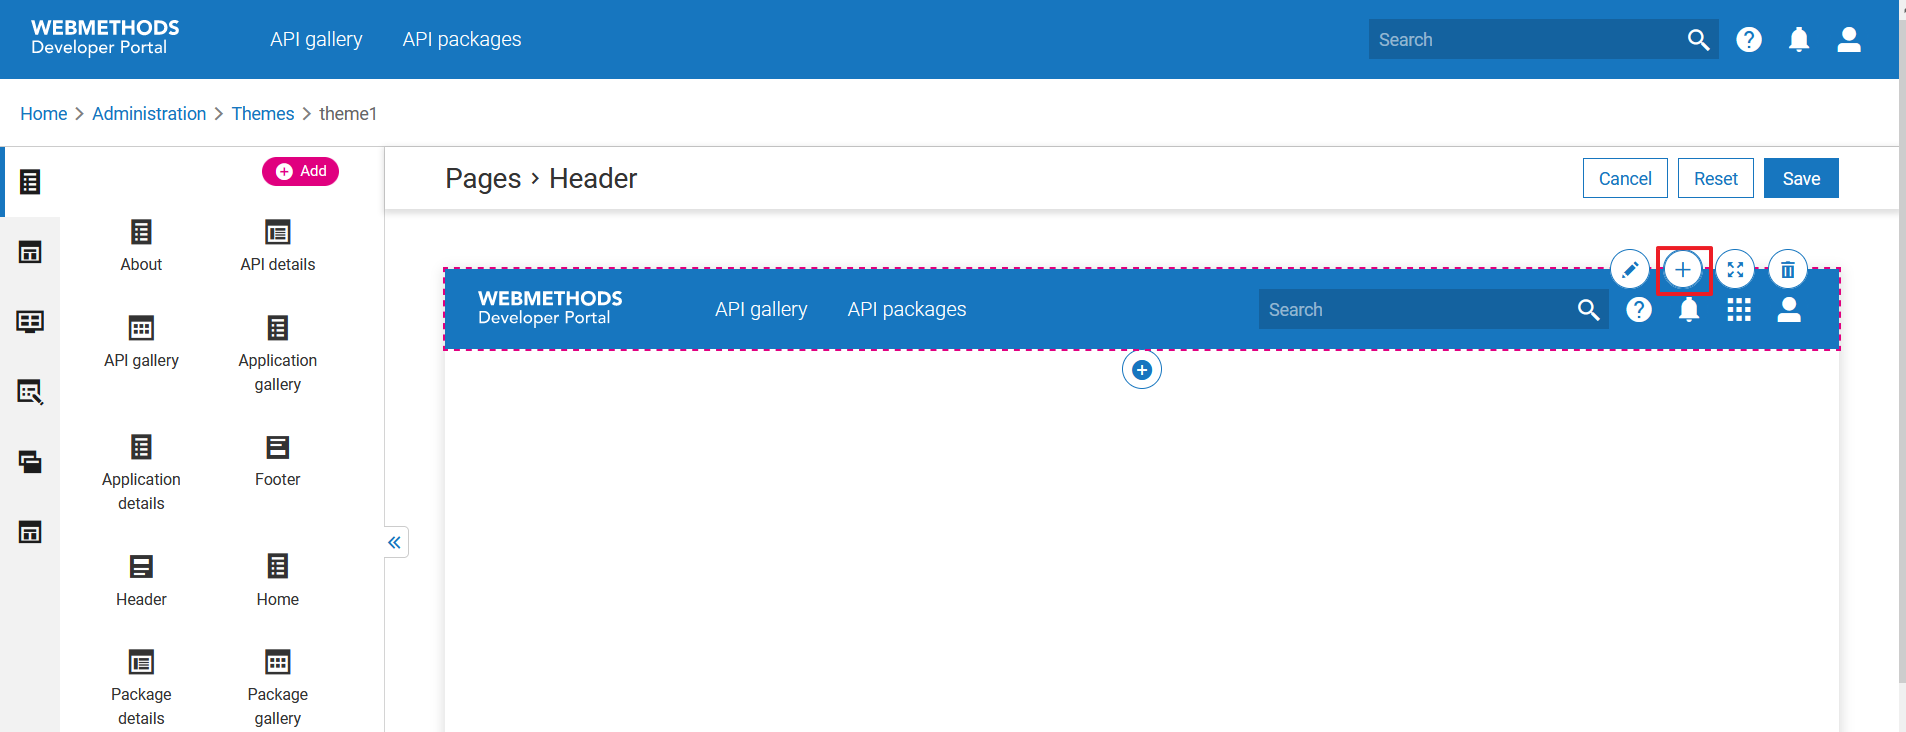 WEBMETHODS
Developer Portal
API gallery
API packages
Search
Home > Administration > Themes > theme1
Add
Pages › Header
Cancel
Reset
Save
About
API details
API gallery
Application
gallery
Application
details
Footer
Header
Home
Package
details
Package
gallery
WEBMETHODS
Developer Portal
API gallery
API packages
Search